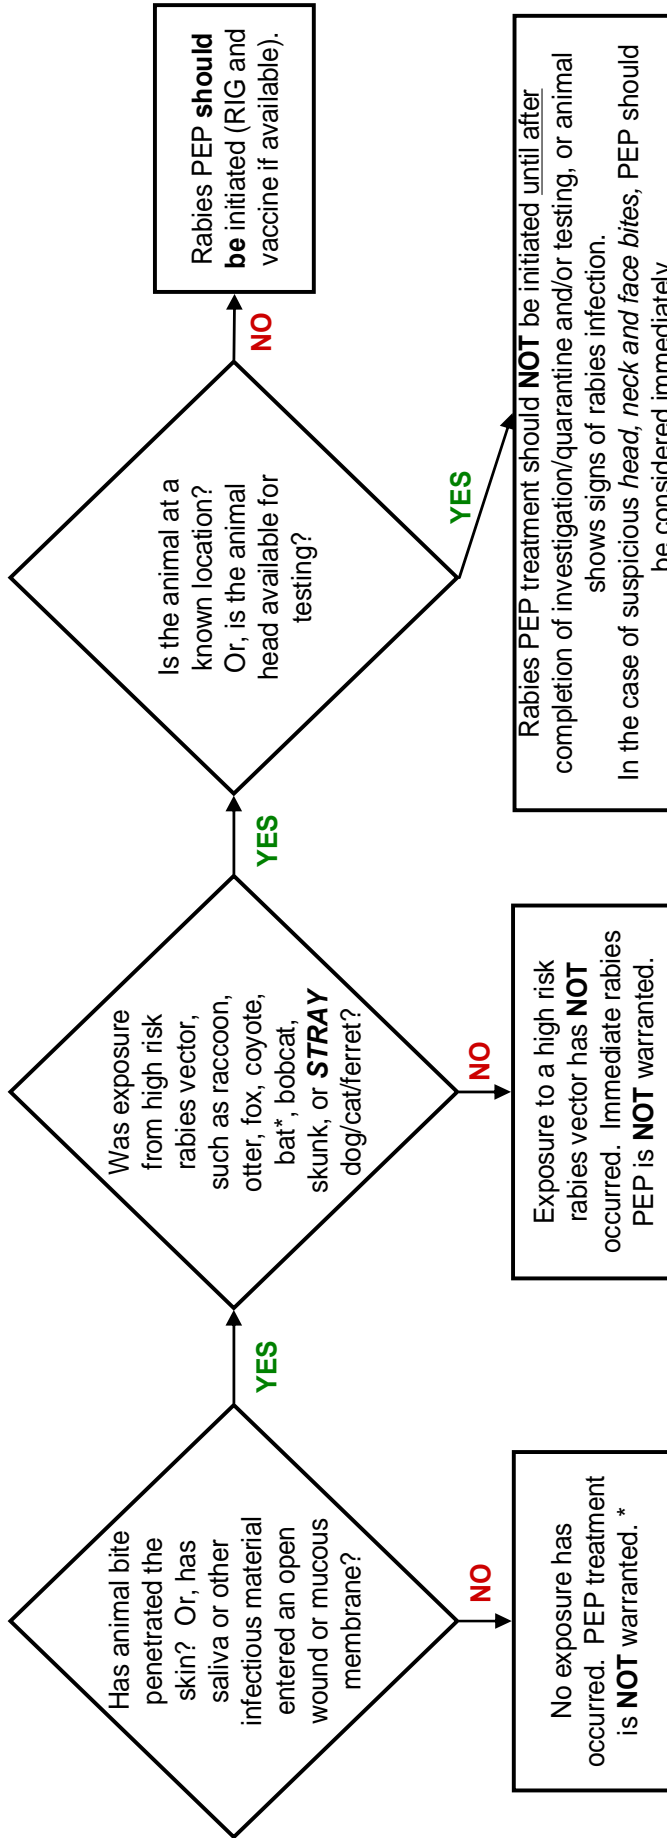 Has animal bite
penetrated the
skin? Or, has
saliva or other
infectious material
entered an open
wound or mucous
membrane?
YES
NO
No exposure has
occurred. PEP treatment
is NOT warranted. *
Was exposure
from high risk
rabies vector,
such as raccoon,
otter, fox, coyote,
bat*, bobcat,
skunk, or STRAY
dog/cat/ferret?
YES
NO
Exposure to a high risk
rabies vector has NOT
occurred. Immediate rabies
PEP is NOT warranted.
Is the animal at a
known location?
Or, is the animal
head available for
testing?
NO
YES
Rabies PEP should
be initiated (RIG and
vaccine if available).
Rabies PEP treatment should NOT be initiated until after
completion of investigation/quarantine and/or testing, or animal
shows signs of rabies infection.
In the case of suspicious head, neck and face bites, PEP should
be considered immediately